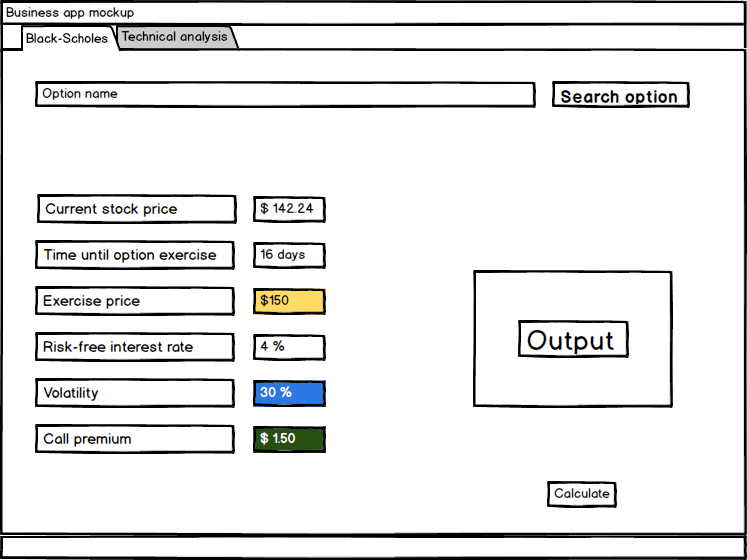 Business app mockup
Black-Scholes
Technical analysis
Option name
Search option
Current stock price
$ 142.24
Time until option exercise
16 days
Exercise price
$150
Risk-free interest rate
4 %
Volatility
30 %
Call premium
$ 1.50
Output
Calculate